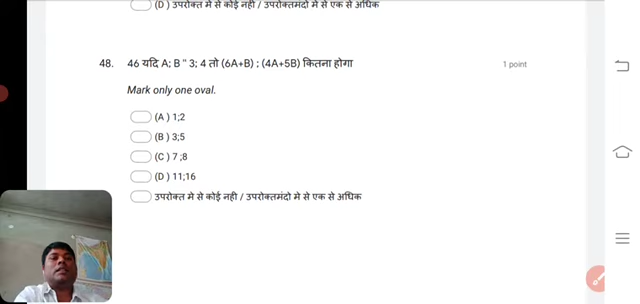 (D) उपरोक्त मे से कोई नही / उपरोक्तमंदो मे से एक से अधिक
48. 46 यदि A; B " 3; 4 तो (6A+B) ; (4A+5B) कितना होगा 1 point
Mark only one oval.
(A ) 1;2
(B ) 3;5
(C ) 7 ;8
(D ) 11;16
उपरोक्त मे से कोई नही / उपरोक्तमंदो मे से एक से अधिक